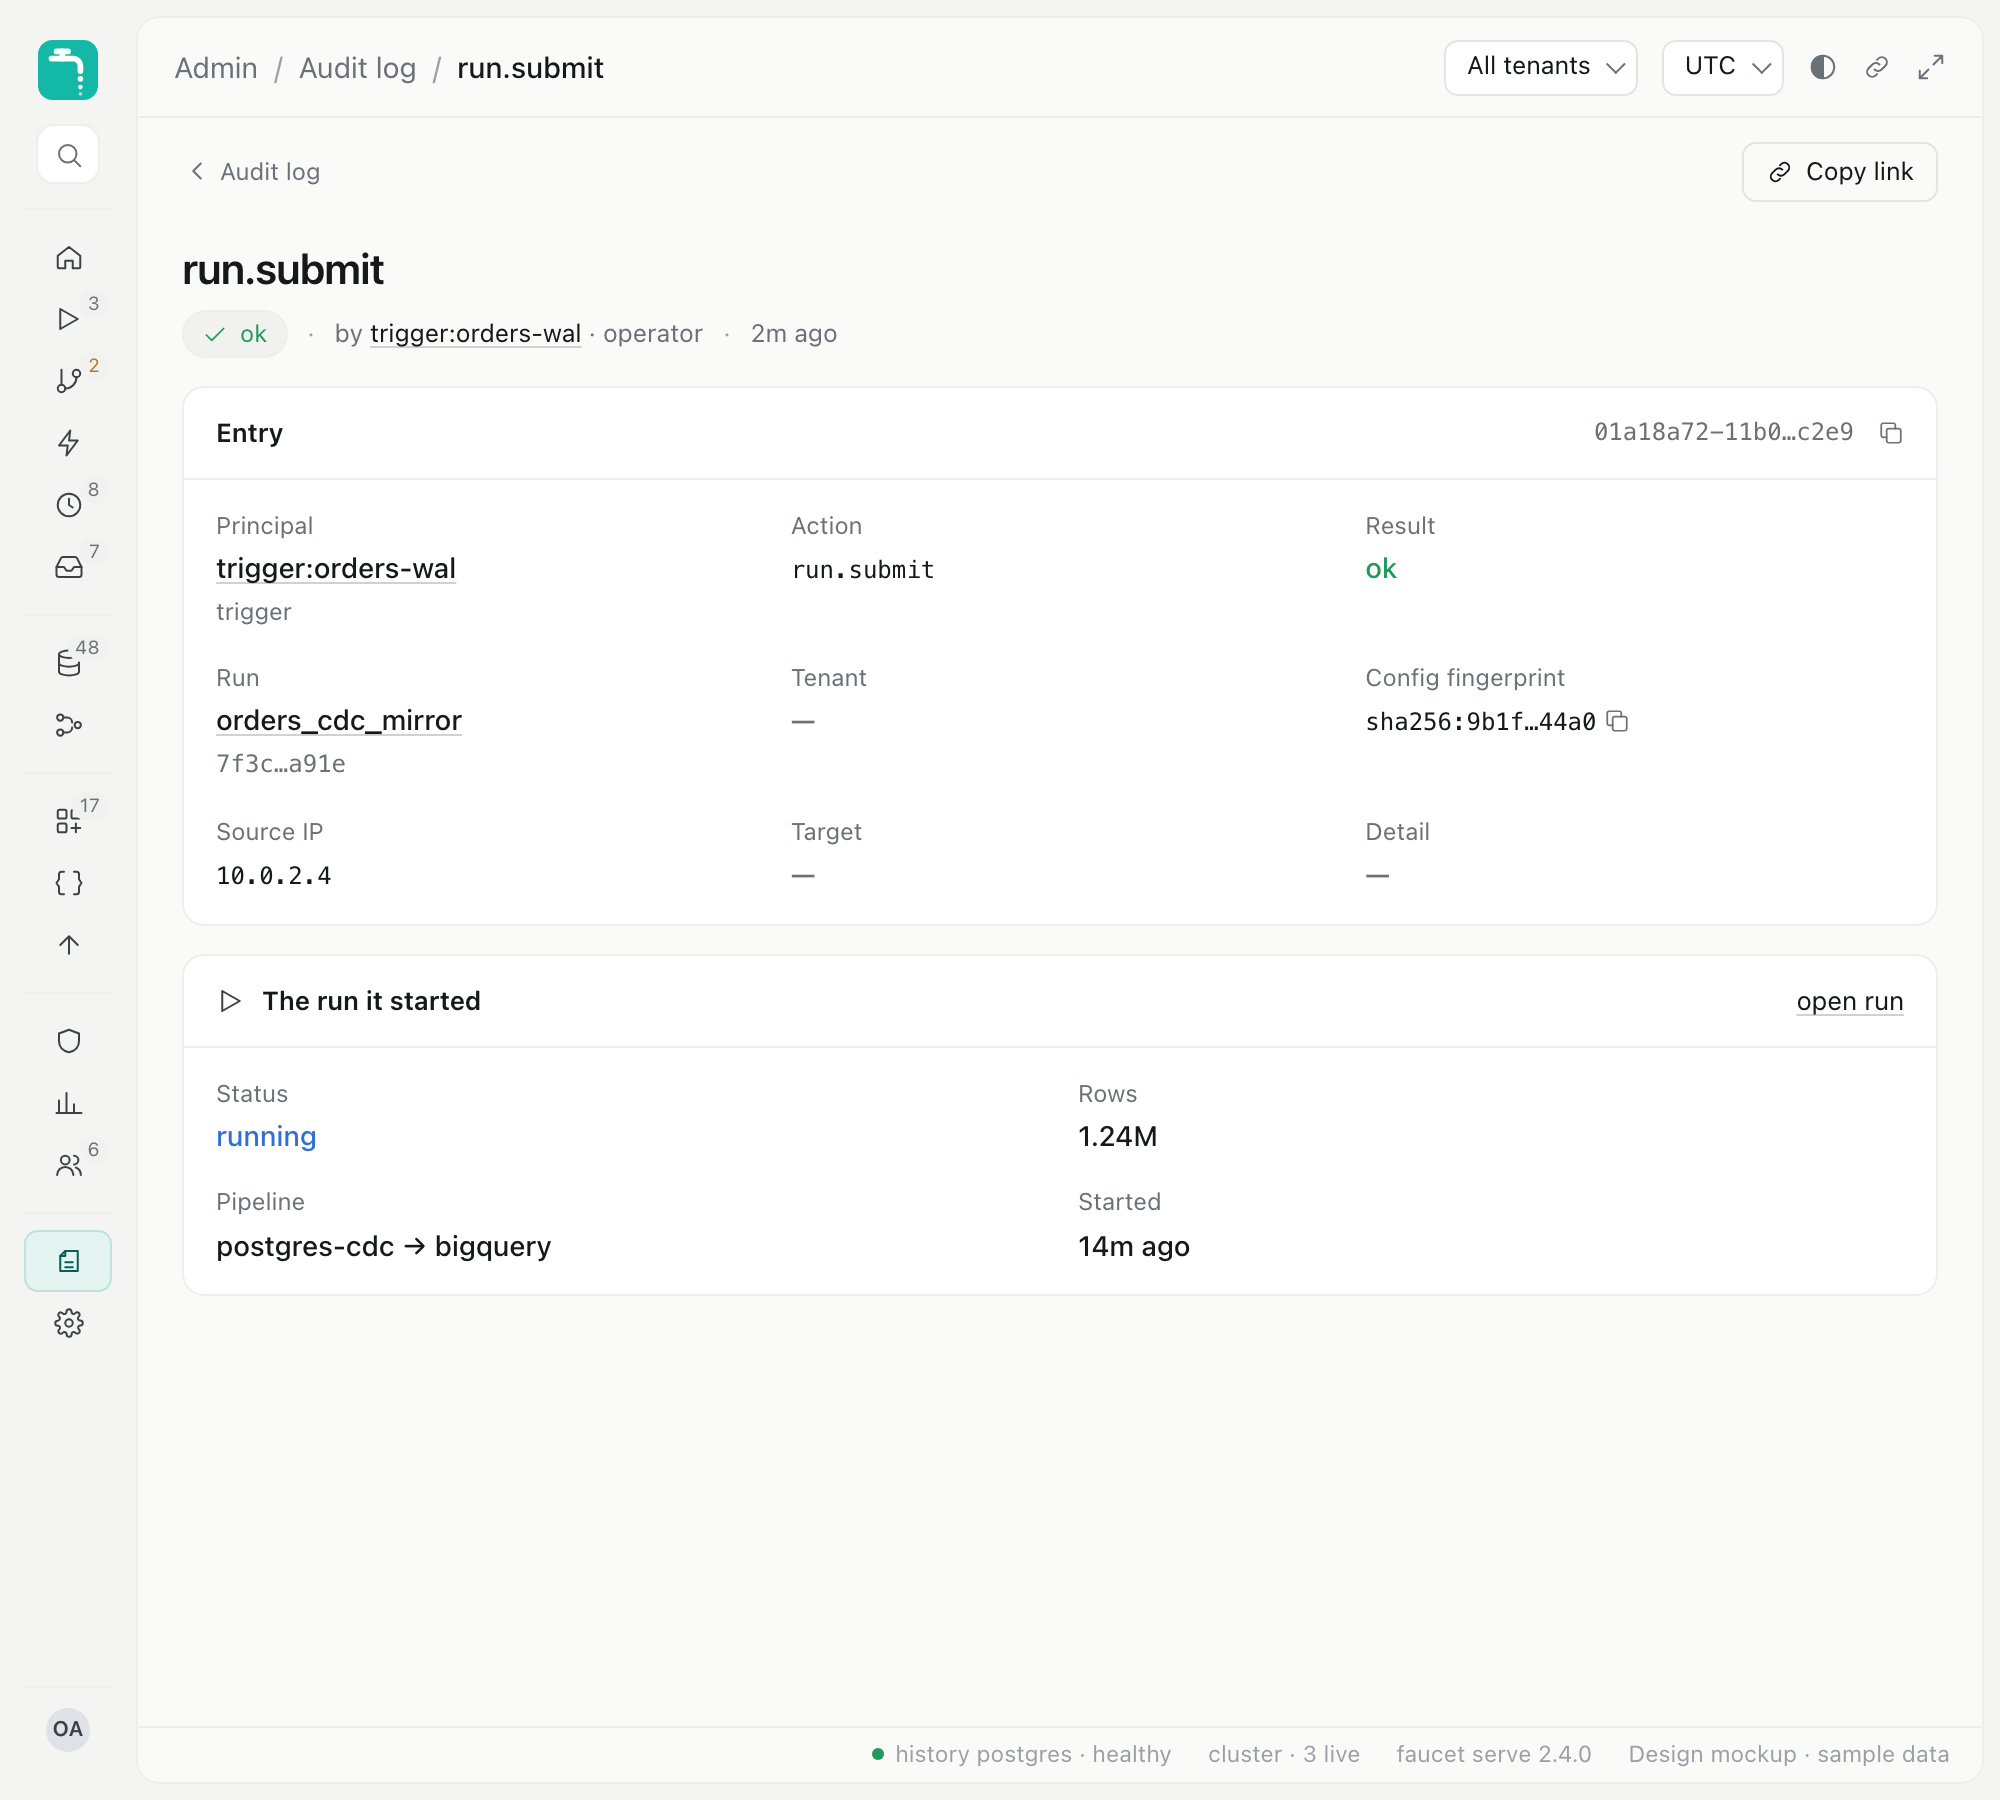 Admin / Audit log / run.submit
All tenants
UTC
Audit log
Copy link
run.submit
ok · by trigger:orders-wal · operator · 2m ago
3
2
8
7
48
17
6
Entry
01a18a72-11b0…c2e9
Principal
Action
Result
trigger:orders-wal
run.submit
ok
trigger
Run
Tenant
Config fingerprint
orders_cdc_mirror
—
sha256:9b1f…44a0
7f3c…a91e
Source IP
Target
Detail
10.0.2.4
—
—
The run it started
open run
Status
Rows
running
1.24M
Pipeline
Started
postgres-cdc → bigquery
14m ago
OA
history postgres · healthy
cluster · 3 live
faucet serve 2.4.0
Design mockup · sample data